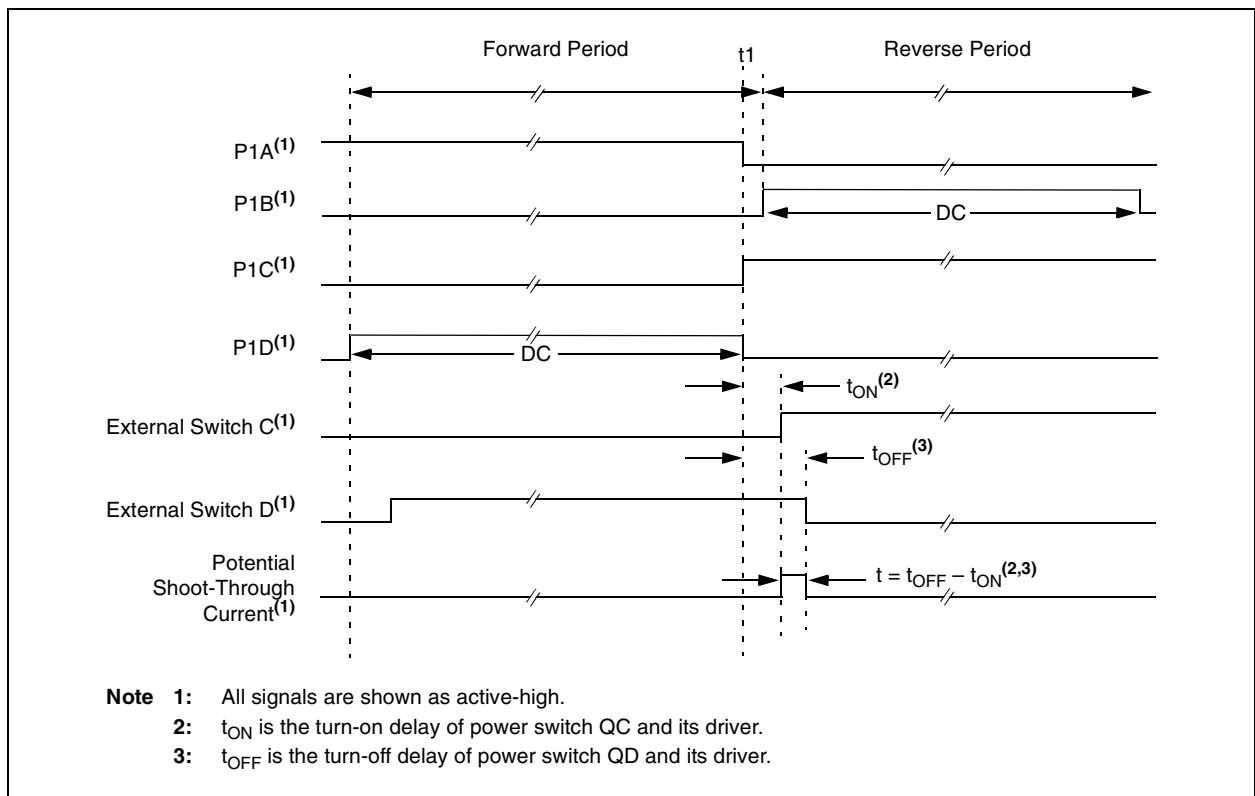 Forward Period
t1
Reverse Period
P1A(1)
P1B(1)
DC
P1C(1)
P1D(1)
DC
tON(2)
External Switch C(1)
tOFF(3)
External Switch D(1)
Potential
Shoot-Through
Current(1)
t = tOFF – tON(2,3)
Note 1: All signals are shown as active-high.
2: tON is the turn-on delay of power switch QC and its driver.
3: tOFF is the turn-off delay of power switch QD and its driver.